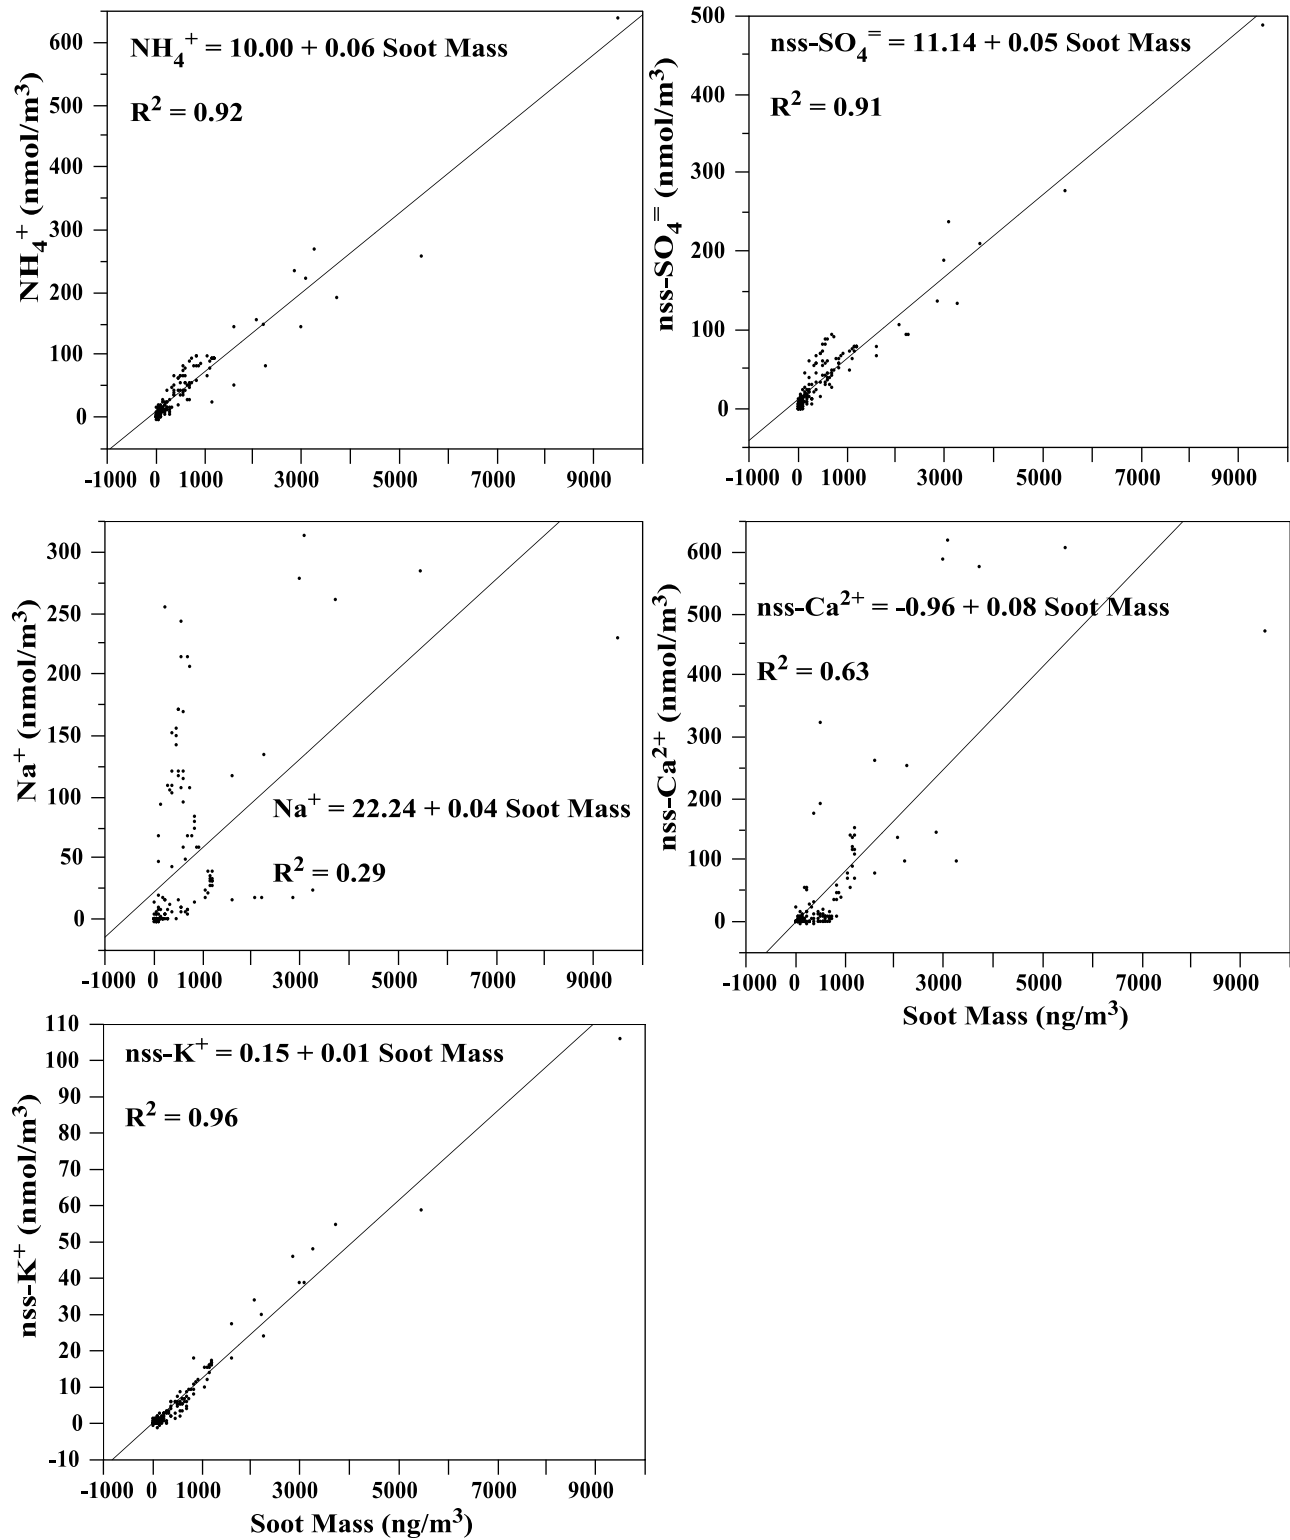 NH₄⁺ = 10.00 + 0.06 Soot Mass
R² = 0.92
NH₄⁺ (nmol/m³)
600
500
400
300
200
100
0
-1000 0 1000 3000 5000 7000 9000
nss-SO₄⁼ = 11.14 + 0.05 Soot Mass
R² = 0.91
nss-SO₄⁼ (nmol/m³)
500
400
300
200
100
0
-1000 0 1000 3000 5000 7000 9000
Na⁺ = 22.24 + 0.04 Soot Mass
R² = 0.29
Na⁺ (nmol/m³)
300
250
200
150
100
50
0
-1000 0 1000 3000 5000 7000 9000
nss-Ca²⁺ = -0.96 + 0.08 Soot Mass
R² = 0.63
nss-Ca²⁺ (nmol/m³)
600
500
400
300
200
100
0
-1000 0 1000 3000 5000 7000 9000
Soot Mass (ng/m³)
nss-K⁺ = 0.15 + 0.01 Soot Mass
R² = 0.96
nss-K⁺ (nmol/m³)
110
100
90
80
70
60
50
40
30
20
10
0
-10
-1000 0 1000 3000 5000 7000 9000
Soot Mass (ng/m³)